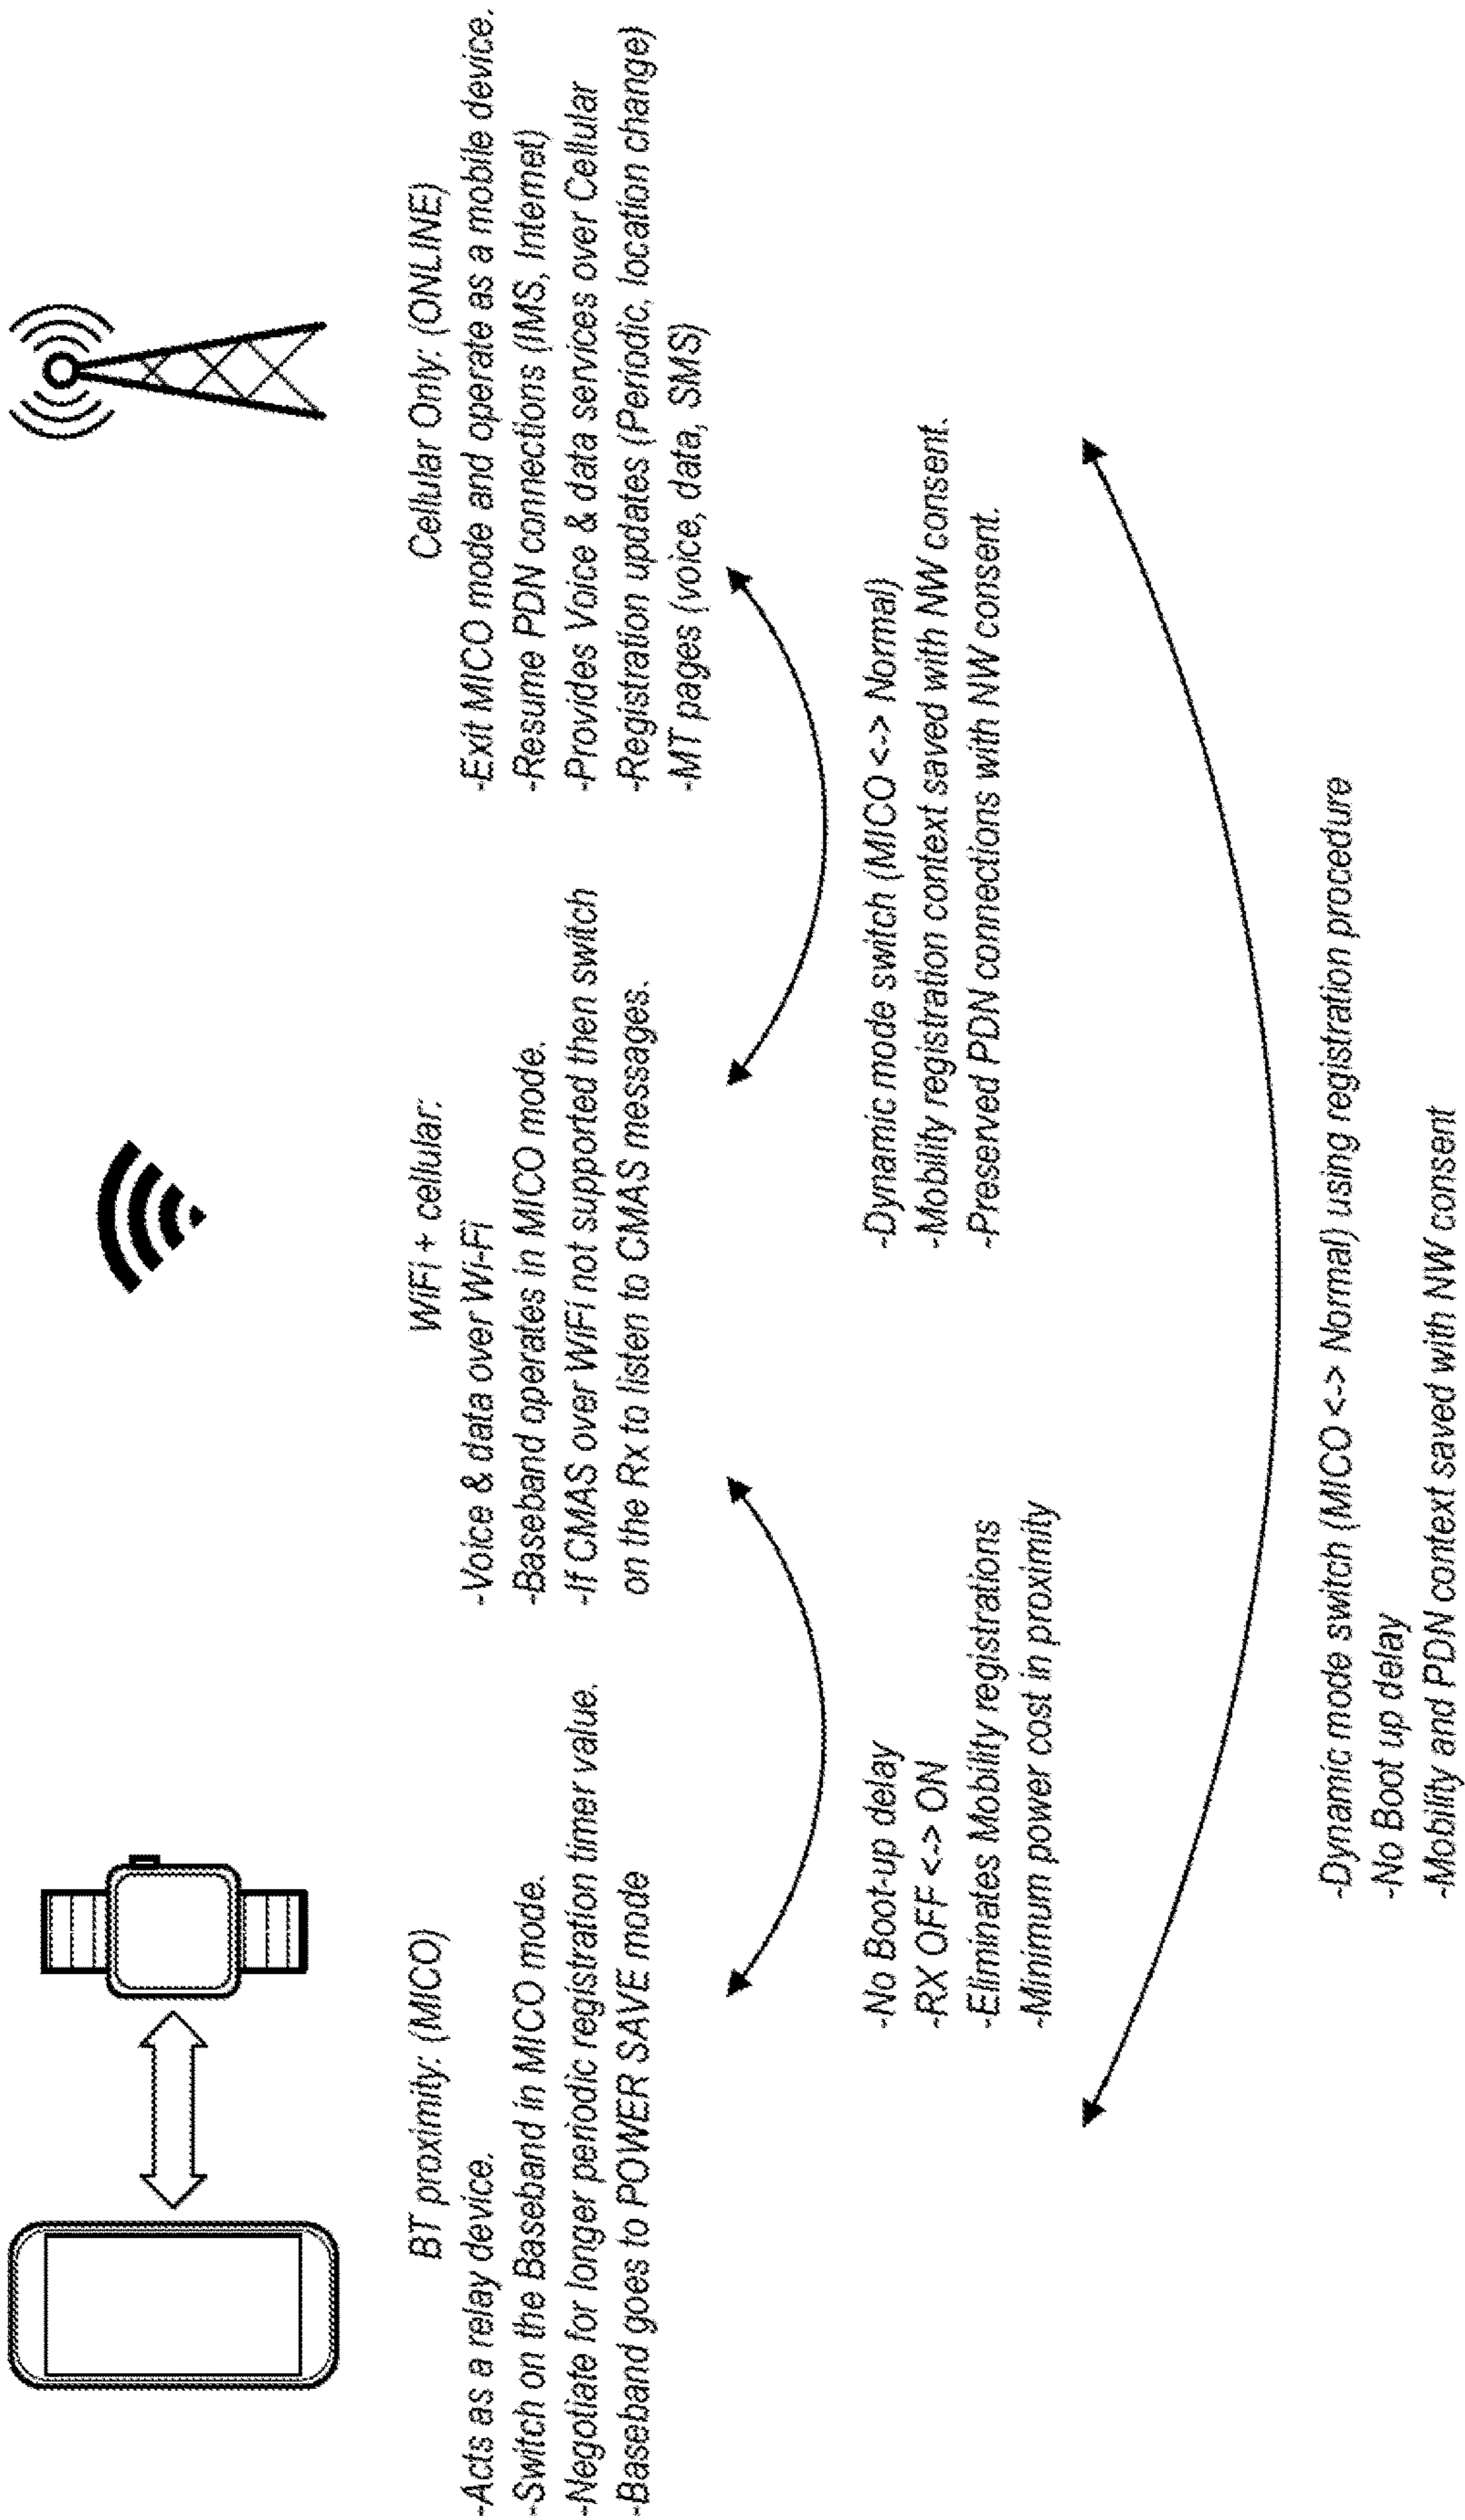 BT proximity: (MICO)
-Acts as a relay device.
-Switch on the Baseband in MICO mode.
-Negotiate for longer periodic registration timer value.
-Baseband goes to POWER SAVE mode
WiFi + cellular:
-Voice & data over Wi-Fi
-Baseband operates in MICO mode.
-If CMAS over WiFi not supported then switch
on the Rx to listen to CMAS messages.
Cellular Only: (ONLINE)
-Exit MICO mode and operate as a mobile device.
-Resume PDN connections (IMS, Internet)
-Provides Voice & data services over Cellular
-Registration updates (Periodic, location change)
-MT pages (voice, data, SMS)
-No Boot-up delay
-RX OFF <-> ON
-Eliminates Mobility registrations
-Minimum power cost in proximity
-Dynamic mode switch (MICO <-> Normal)
-Mobility registration context saved with NW consent.
-Preserved PDN connections with NW consent.
-Dynamic mode switch (MICO <-> Normal) using registration procedure
-No Boot up delay
-Mobility and PDN context saved with NW consent